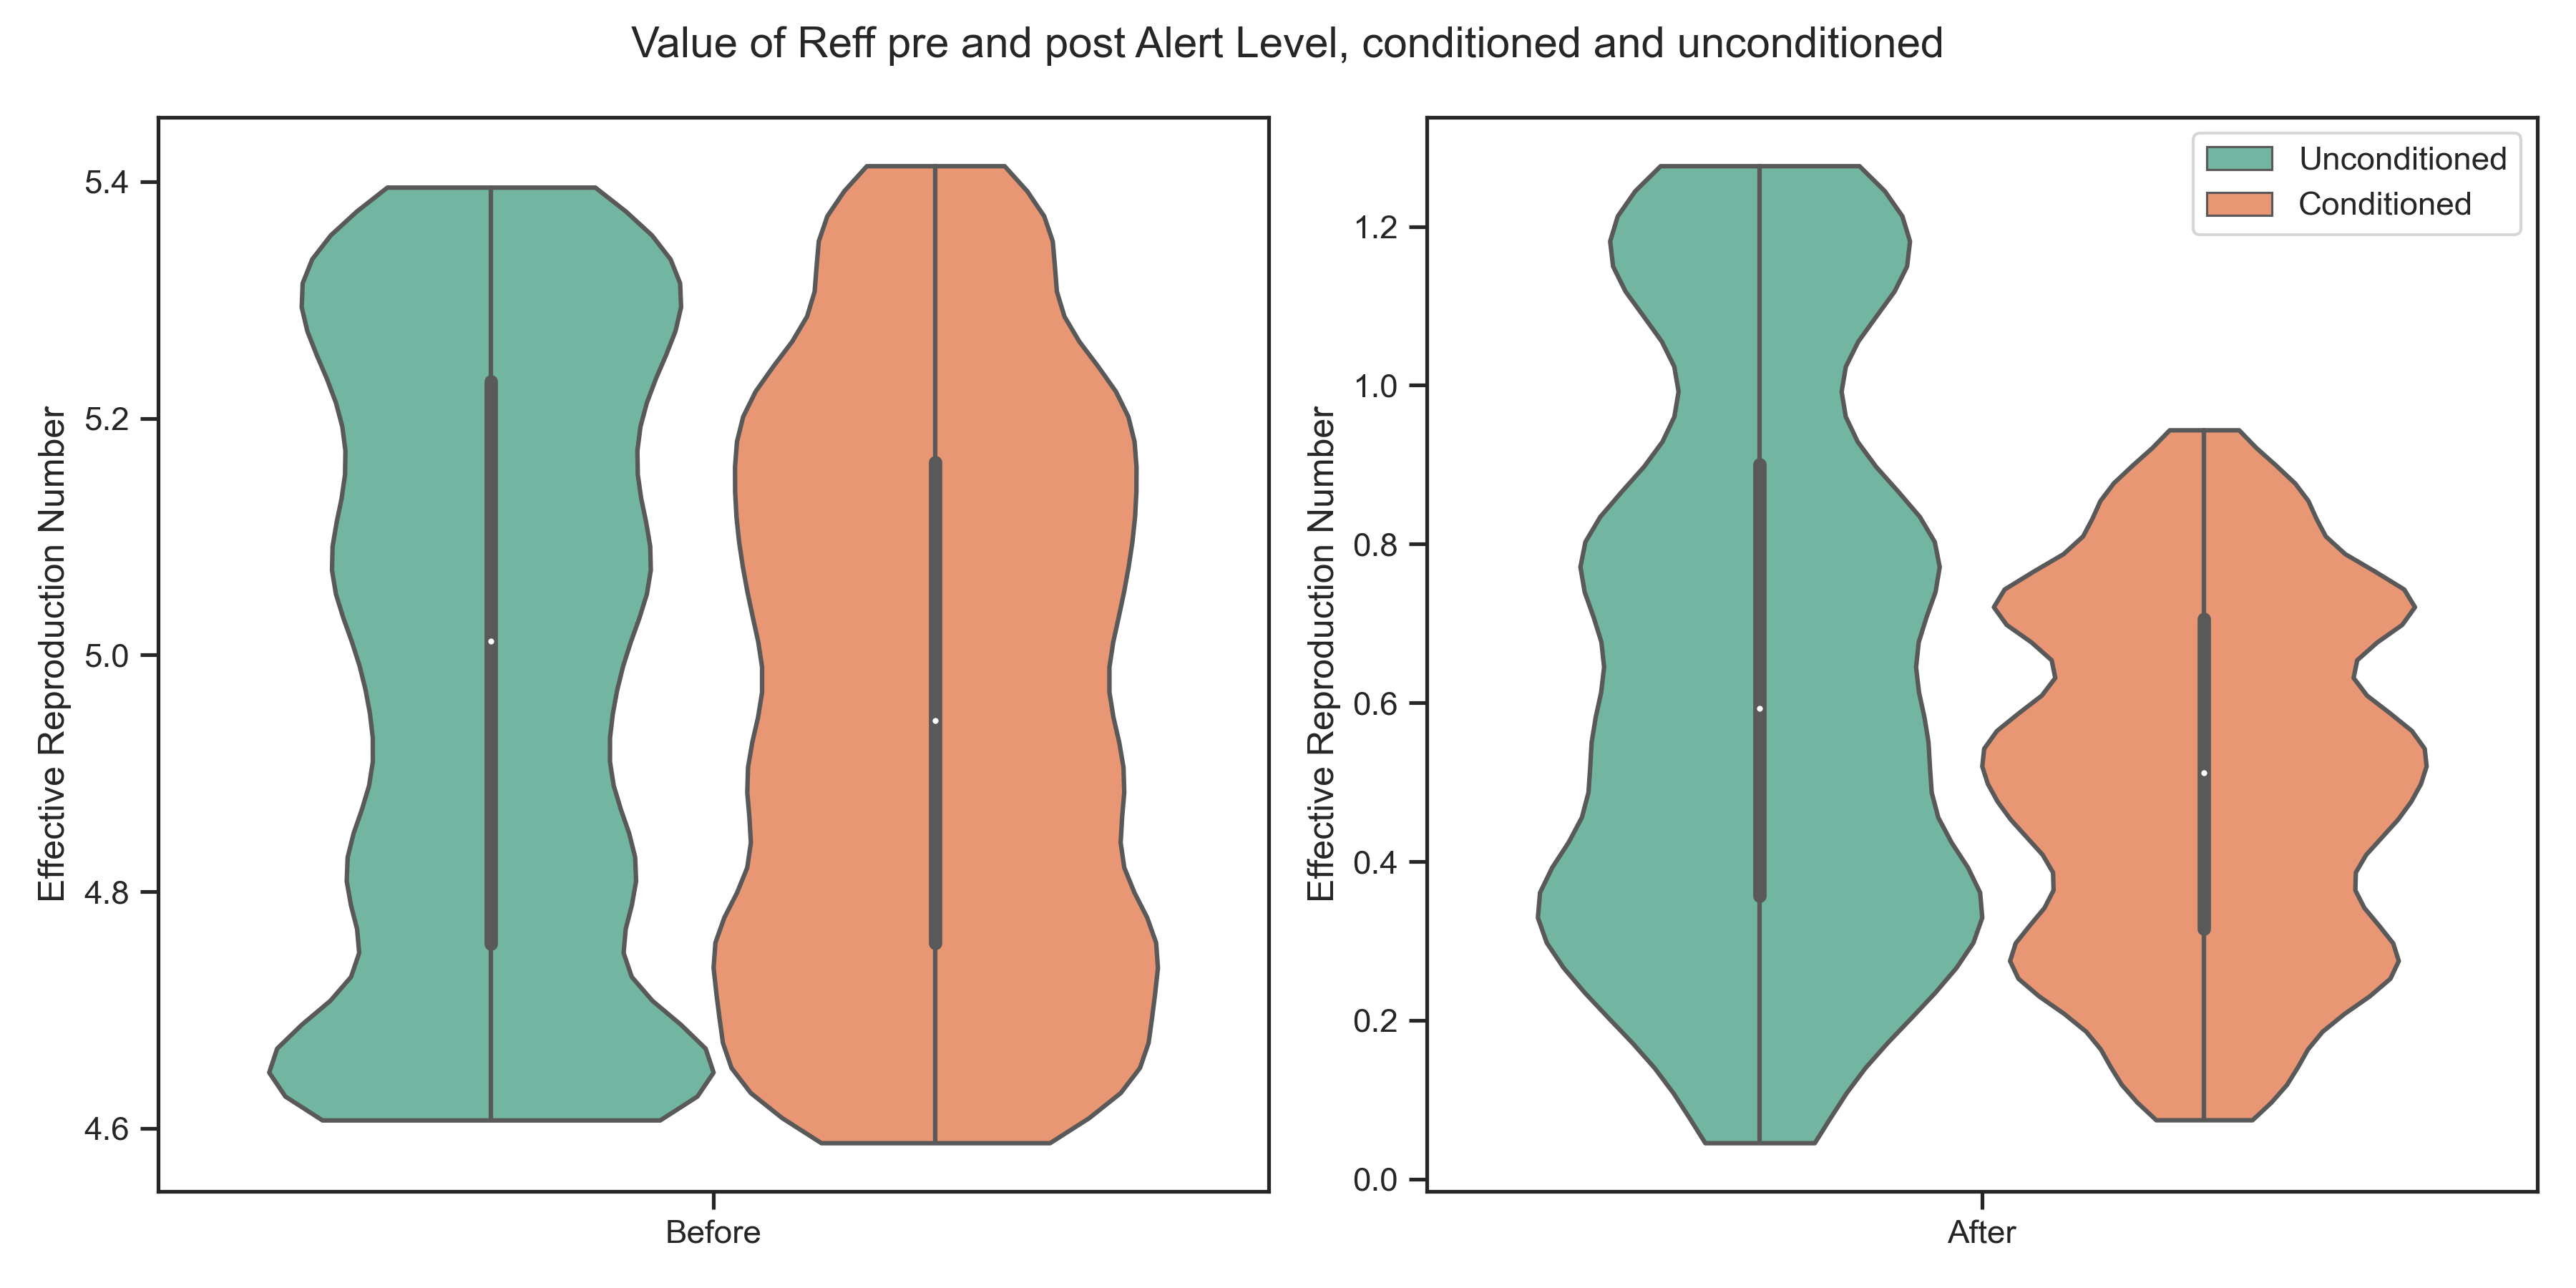 Value of Reff pre and post Alert Level, conditioned and unconditioned
Effective Reproduction Number
5.4
5.2
5.0
4.8
4.6
Before
Effective Reproduction Number
1.2
1.0
0.8
0.6
0.4
0.2
0.0
After
Unconditioned
Conditioned